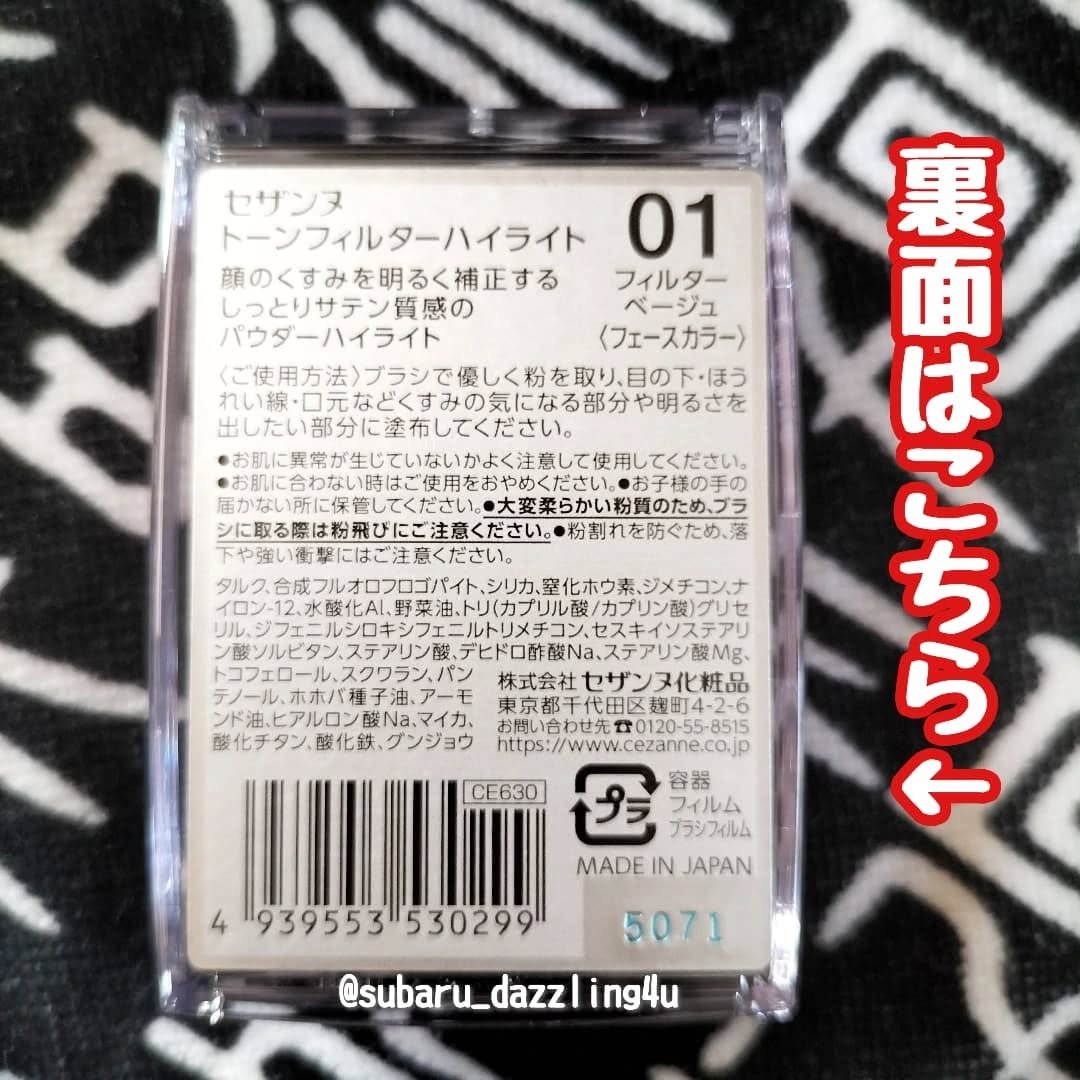 セザンヌ
トーンフィルターハイライト
01
フィルター
ベージュ
〈フェースカラー〉
顔のくすみを明るく補正する
しっとりサテン質感の
パウダーハイライト
〈ご使用方法〉ブラシで優しく粉を取り、目の下・ほう
れい線・口元などくすみの気になる部分や明るさを
出したい部分に塗布してください。
●お肌に異常が生じていないかよく注意して使用してください。
●お肌に合わない時はご使用をおやめください。●お子様の手の
届かない所に保管してください。●大変柔らかい粉質のため、ブラ
シに取る際は粉飛びにご注意ください。●粉割れを防ぐため、落
下や強い衝撃にはご注意ください。
タルク、合成フルオロフロゴパイト、シリカ、窒化ホウ素、ジメチコン、ナ
イロン-12、水酸化Al、野菜油、トリ(カプリル酸/カプリン酸)グリセ
リル、ジフェニルシロキシフェニルトリメチコン、セスキイソステアリ
ン酸ソルビタン、ステアリン酸、デヒドロ酢酸Na、ステアリン酸Mg、
トコフェロール、スクワラン、パン
テノール、ホホバ種子油、アーモ
ンド油、ヒアルロン酸Na、マイカ、
酸化チタン、酸化鉄、グンジョウ
株式会社 セザンヌ化粧品
東京都千代田区麹町4-2-6
お問い合わせ先☎0120-55-8515
https://www.cezanne.co.jp
CE630
4 939553 530299
プラ
容器
フィルム
ブラシフィルム
MADE IN JAPAN
5071
裏面はこちら←
@subaru_dazzling4u